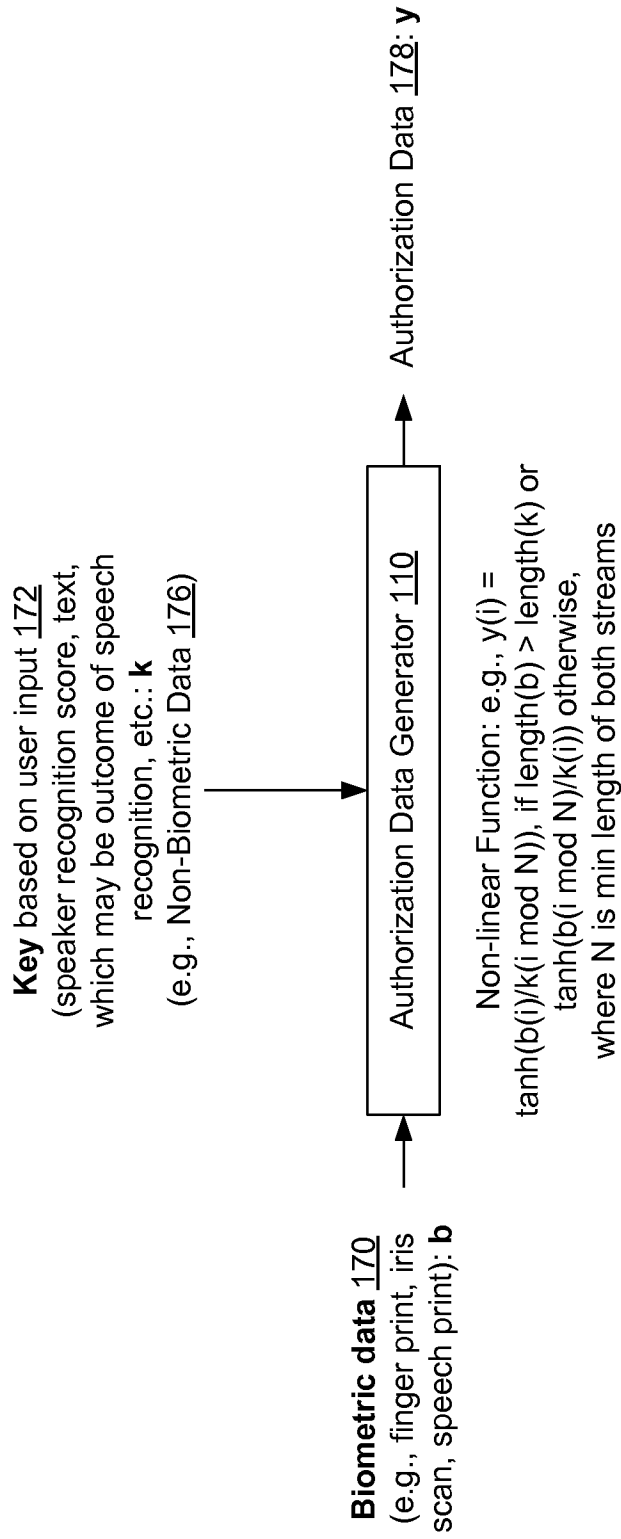 Key based on user input 172
(speaker recognition score, text,
which may be outcome of speech
recognition, etc.: k
(e.g., Non-Biometric Data 176)
Biometric data 170
(e.g., finger print, iris
scan, speech print): b
Authorization Data Generator 110
Authorization Data 178: y
Non-linear Function: e.g., y(i) =
tanh(b(i)/k(i mod N)), if length(b) > length(k) or
tanh(b(i mod N)/k(i)) otherwise,
where N is min length of both streams